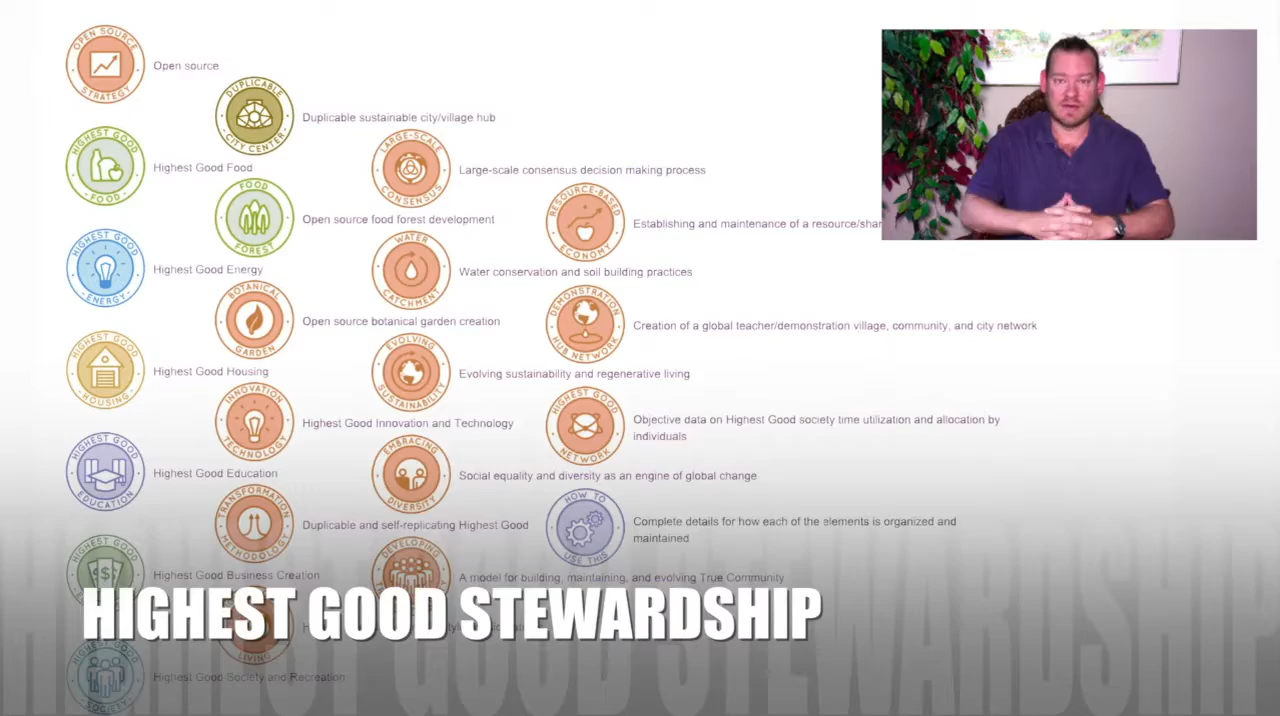 OPEN SOURCE
STRATEGY
Open source
DUPLICABLE
CITY CENTER
Duplicable sustainable city/village hub
HIGHEST GOOD
FOOD
Highest Good Food
LARGE-SCALE
CONSENSUS
Large-scale consensus decision making process
FOOD
FOREST
Open source food forest development
RESOURCE-BASED
ECONOMY
Establishing and maintenance of a resource/shar
HIGHEST GOOD
ENERGY
Highest Good Energy
WATER
CATCHMENT
Water conservation and soil building practices
BOTANICAL
GARDEN
Open source botanical garden creation
DEMONSTRATION
HUB NETWORK
Creation of a global teacher/demonstration village, community, and city network
HIGHEST GOOD
HOUSING
Highest Good Housing
EVOLVING
SUSTAINABILITY
Evolving sustainability and regenerative living
INNOVATION
TECHNOLOGY
Highest Good Innovation and Technology
HIGHEST GOOD
NETWORK
Objective data on Highest Good society time utilization and allocation by
individuals
HIGHEST GOOD
EDUCATION
Highest Good Education
EMBRACING
DIVERSITY
Social equality and diversity as an engine of global change
TRANSFORMATION
METHODOLOGY
Duplicable and self-replicating Highest Good
HOW TO
USE THIS
Complete details for how each of the elements is organized and
maintained
HIGHEST GOOD
$
Highest Good Business Creation
DEVELOPING
A model for building, maintaining, and evolving True Community
HIGHEST GOOD STEWARDSHIP
LIVING
SOCIETY
Highest Good Society and Recreation
HIGHEST GOOD STEWARDSHIP